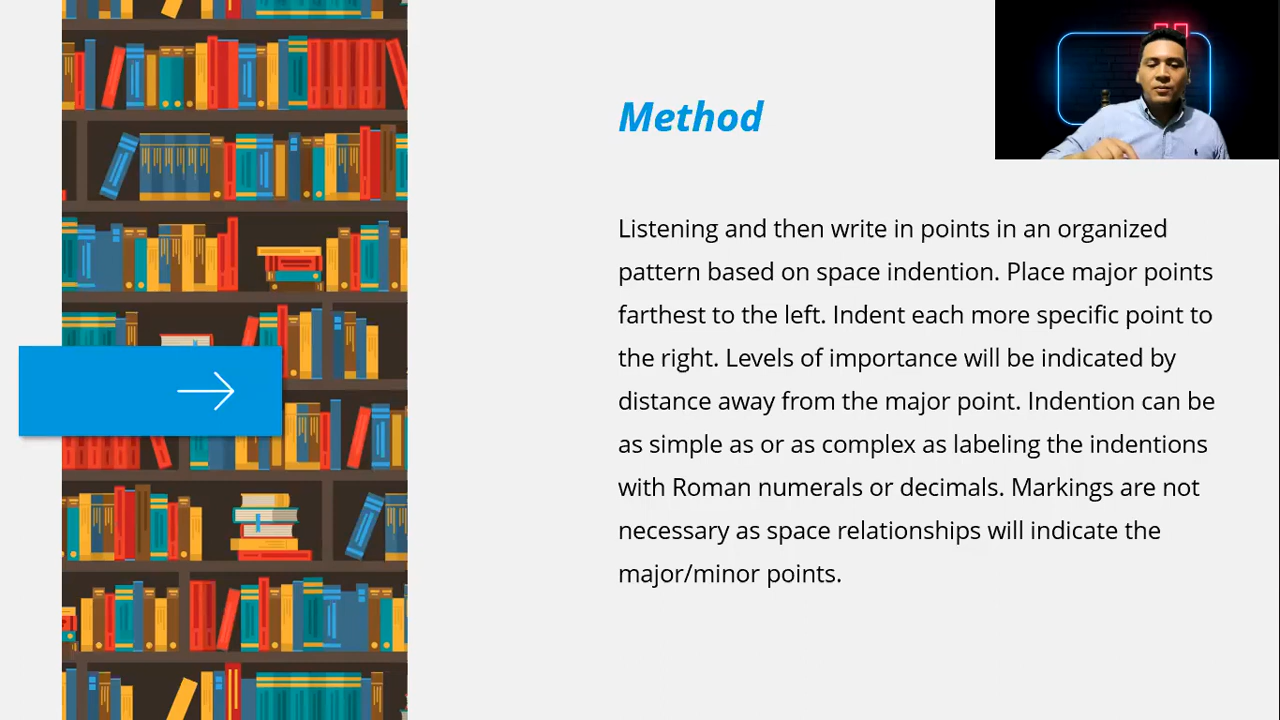 Method
Listening and then write in points in an organized
pattern based on space indention. Place major points
farthest to the left. Indent each more specific point to
the right. Levels of importance will be indicated by
distance away from the major point. Indention can be
as simple as or as complex as labeling the indentions
with Roman numerals or decimals. Markings are not
necessary as space relationships will indicate the
major/minor points.